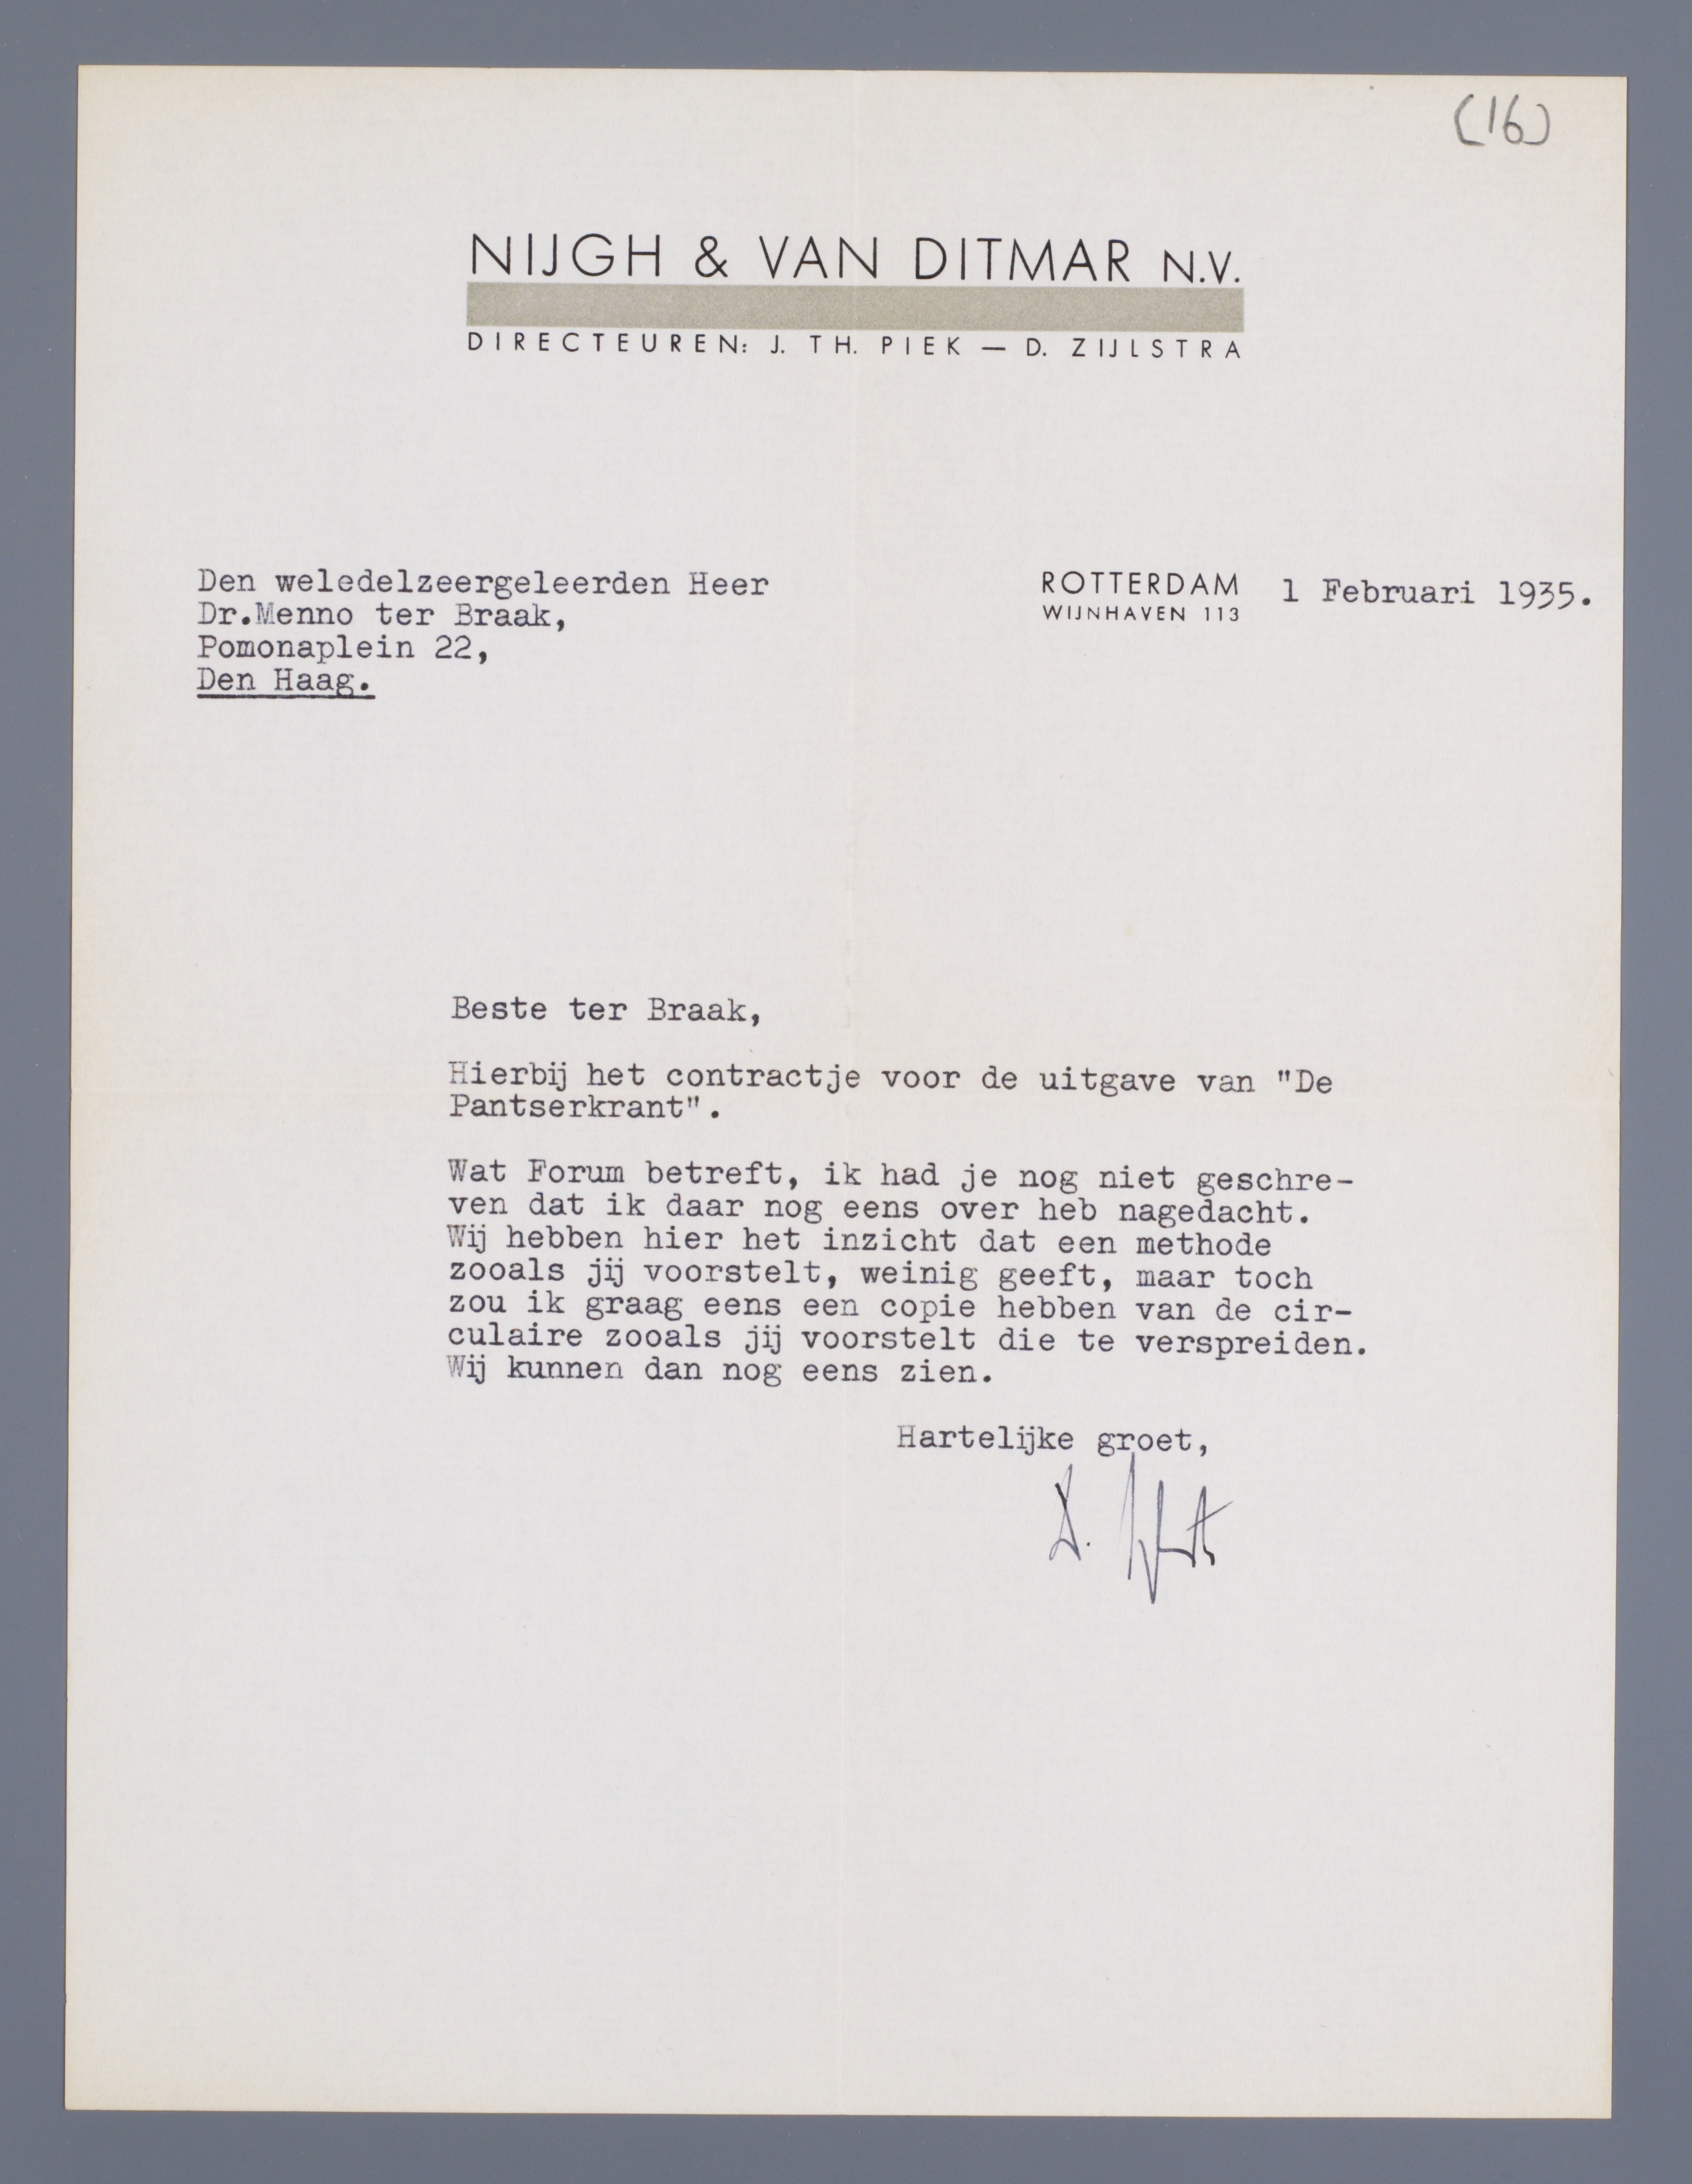 (16)
NIJGH & VAN DITMAR N.V.
DIRECTEUREN: J. TH. PIEK — D. ZIJLSTRA
Den weledelzeergeleerden Heer
Dr.Menno ter Braak,
Pomonaplein 22,
Den Haag.
ROTTERDAM 1 Februari 1935.
WIJNHAVEN 113
Beste ter Braak,
Hierbij het contractje voor de uitgave van "De
Pantserkrant".
Wat Forum betreft, ik had je nog niet geschre-
ven dat ik daar nog eens over heb nagedacht.
Wij hebben hier het inzicht dat een methode
zooals jij voorstelt, weinig geeft, maar toch
zou ik graag eens een copie hebben van de cir-
culaire zooals jij voorstelt die te verspreiden.
Wij kunnen dan nog eens zien.
Hartelijke groet,
D.